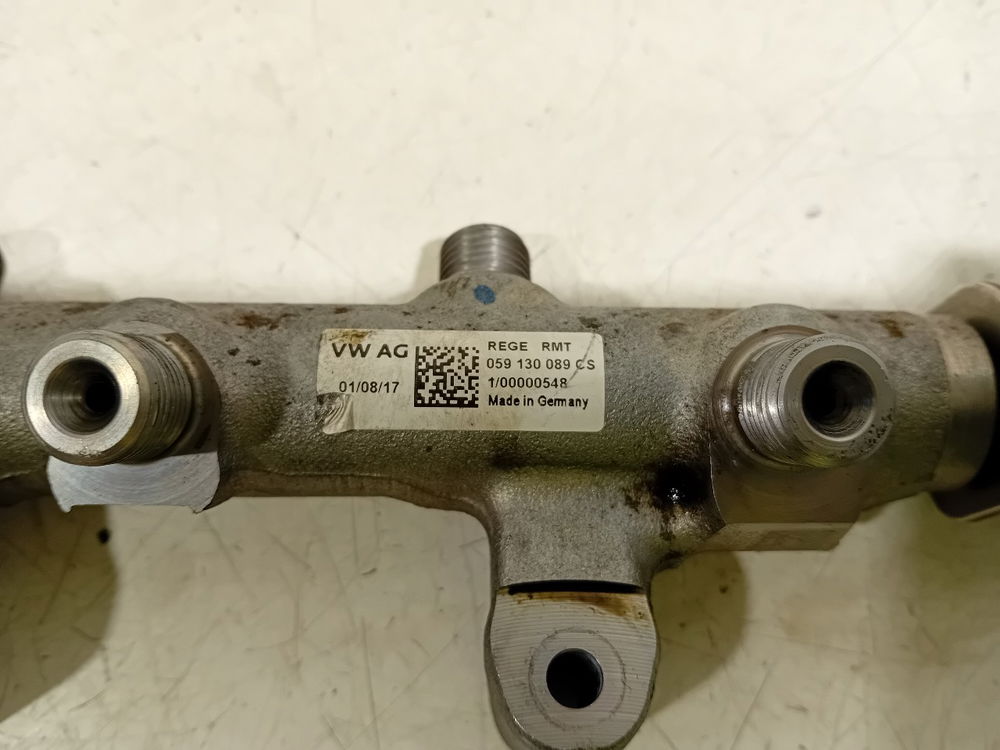 VW AG
01/08/17
REGE RMT
059 130 089 CS
1/00000548
Made in Germany